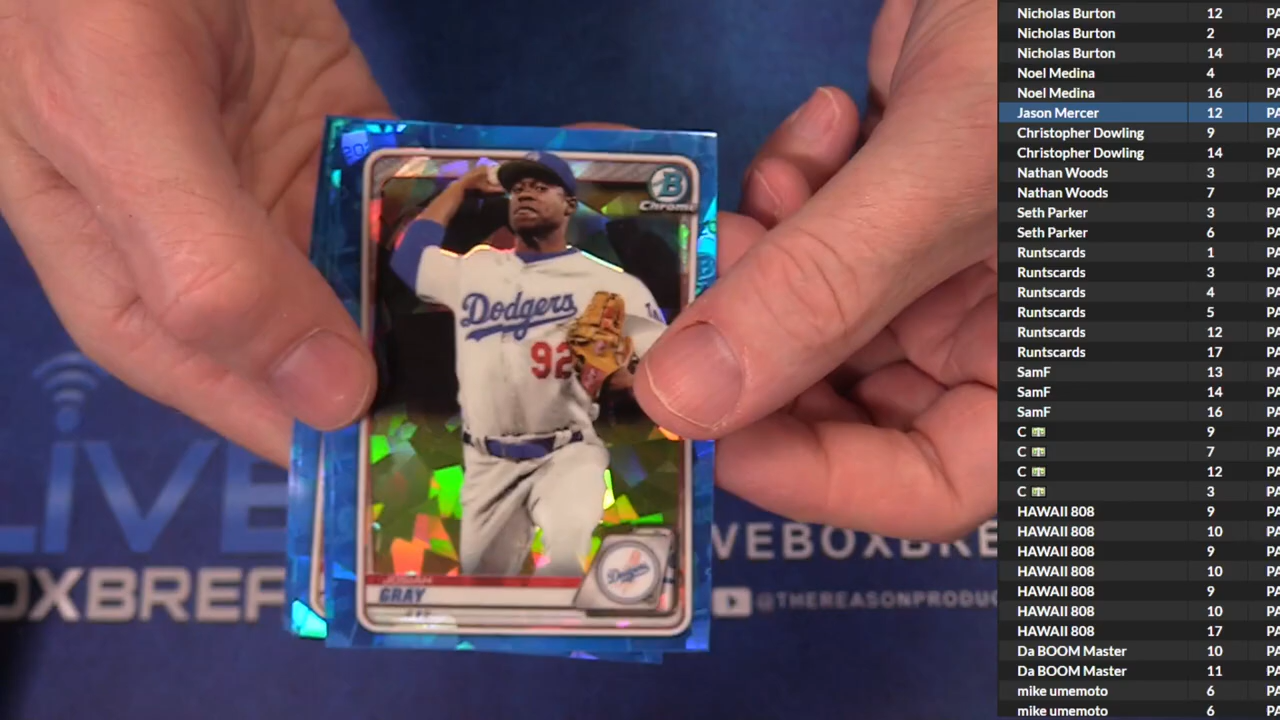 B
Chrome
Dodgers
92
JOSIAH
GRAY
Dodgers
LIVE
OXBREA
VEBOXBRE
@THEREASONPRODUC
Nicholas Burton 12 PA
Nicholas Burton 2 PA
Nicholas Burton 14 PA
Noel Medina 4 PA
Noel Medina 16 PA
Jason Mercer 12 PA
Christopher Dowling 9 PA
Christopher Dowling 14 PA
Nathan Woods 3 PA
Nathan Woods 7 PA
Seth Parker 3 PA
Seth Parker 6 PA
Runtscards 1 PA
Runtscards 3 PA
Runtscards 4 PA
Runtscards 5 PA
Runtscards 12 PA
Runtscards 17 PA
SamF 13 PA
SamF 14 PA
SamF 16 PA
C 9 PA
C 7 PA
C 12 PA
C 3 PA
HAWAII 808 9 PA
HAWAII 808 10 PA
HAWAII 808 9 PA
HAWAII 808 10 PA
HAWAII 808 9 PA
HAWAII 808 10 PA
HAWAII 808 17 PA
Da BOOM Master 10 PA
Da BOOM Master 11 PA
mike umemoto 6 PA
mike umemoto 6 PA